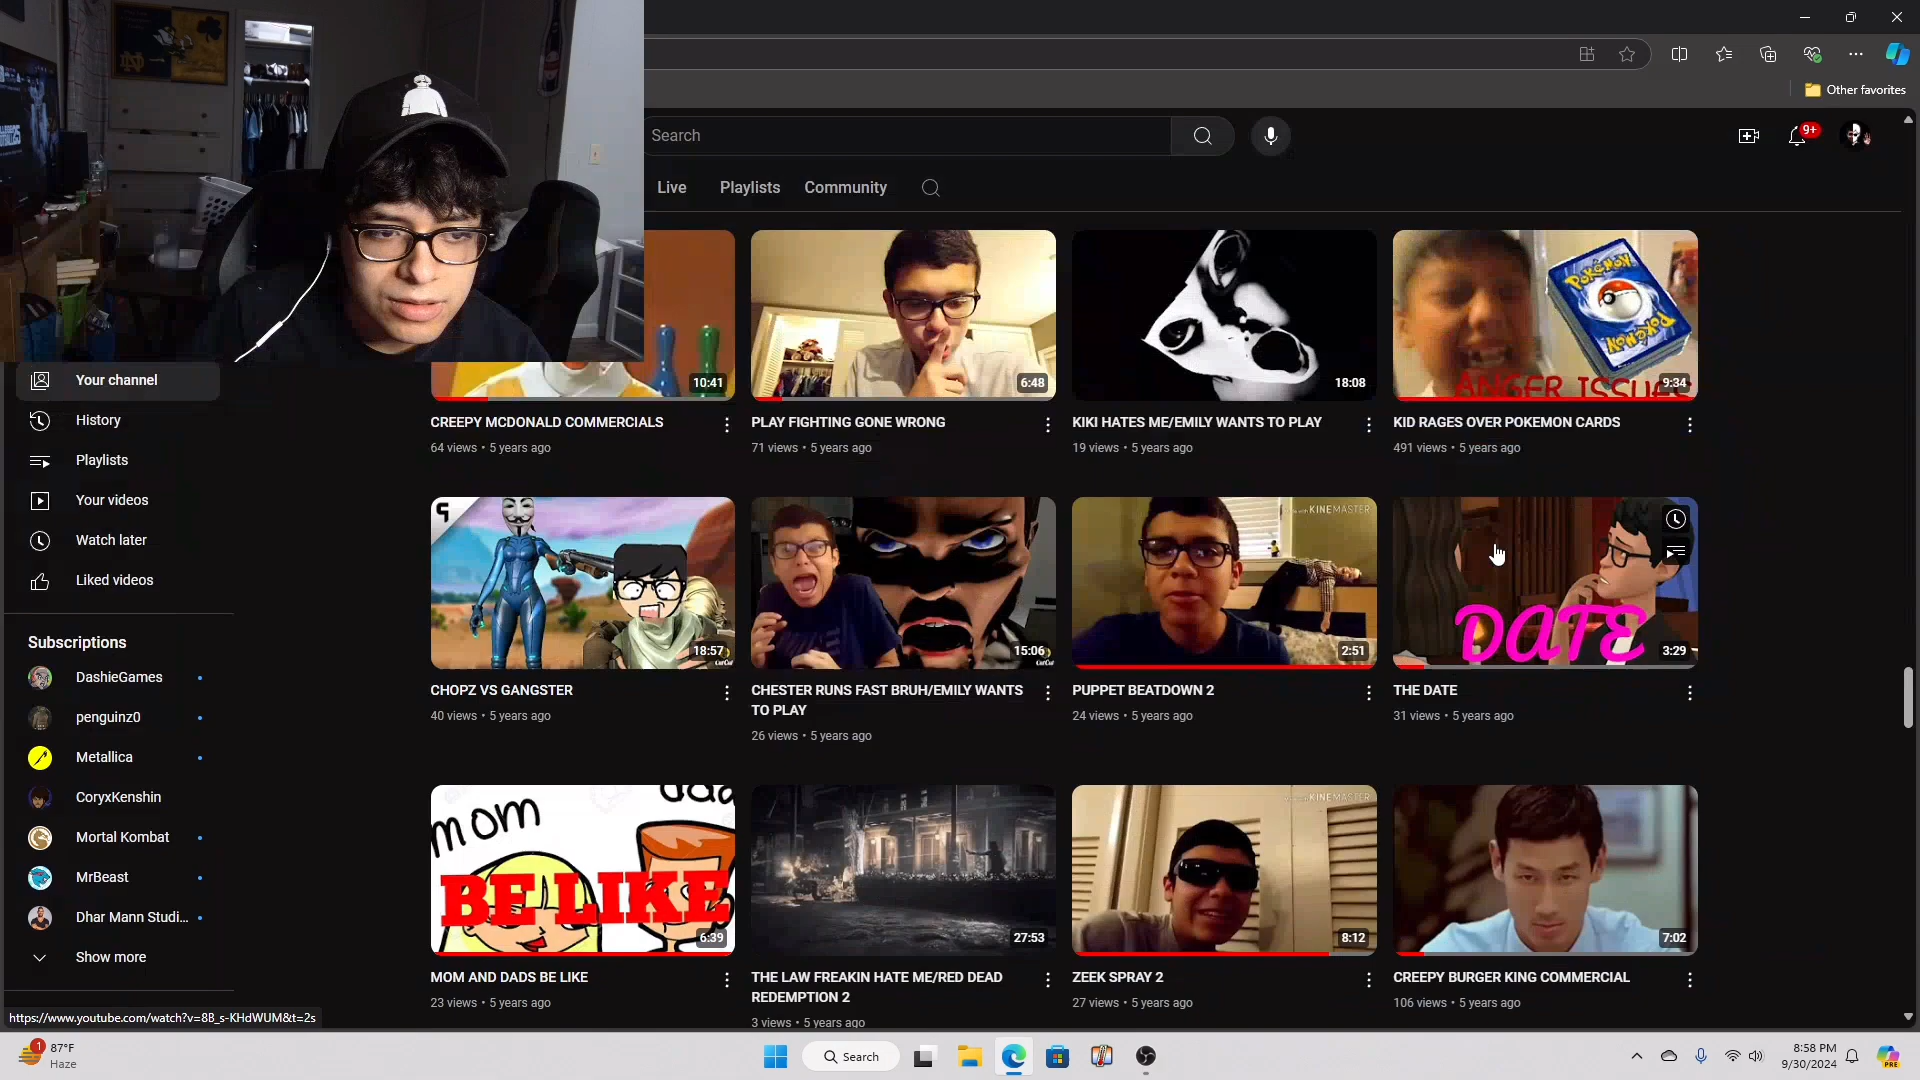 Other favorites
Search
9+
Live
Playlists
Community
Your channel
History
Playlists
Your videos
Watch later
Liked videos
Subscriptions
DashieGames
penguinz0
Metallica
CoryxKenshin
Mortal Kombat
MrBeast
Dhar Mann Studi...
Show more
10:41
CREEPY MCDONALD COMMERCIALS
64 views • 5 years ago
6:48
PLAY FIGHTING GONE WRONG
71 views • 5 years ago
18:08
KIKI HATES ME/EMILY WANTS TO PLAY
19 views • 5 years ago
POKÉMON
POKÉMON
ANGER ISSUES
9:34
KID RAGES OVER POKEMON CARDS
491 views • 5 years ago
18:57
CHOPZ VS GANGSTER
40 views • 5 years ago
15:06
CHESTER RUNS FAST BRUH/EMILY WANTS
TO PLAY
26 views • 5 years ago
KINEMASTER
2:51
PUPPET BEATDOWN 2
24 views • 5 years ago
DATE
3:29
THE DATE
31 views • 5 years ago
mom
dad
BE LIKE
6:39
MOM AND DADS BE LIKE
23 views • 5 years ago
27:53
THE LAW FREAKIN HATE ME/RED DEAD
REDEMPTION 2
3 views • 5 years ago
KINEMASTER
8:12
ZEEK SPRAY 2
27 views • 5 years ago
7:02
CREEPY BURGER KING COMMERCIAL
106 views • 5 years ago
https://www.youtube.com/watch?v=8B_s-KHdWUM&t=2s
1
87°F
Haze
Search
8:58 PM
9/30/2024
PRE